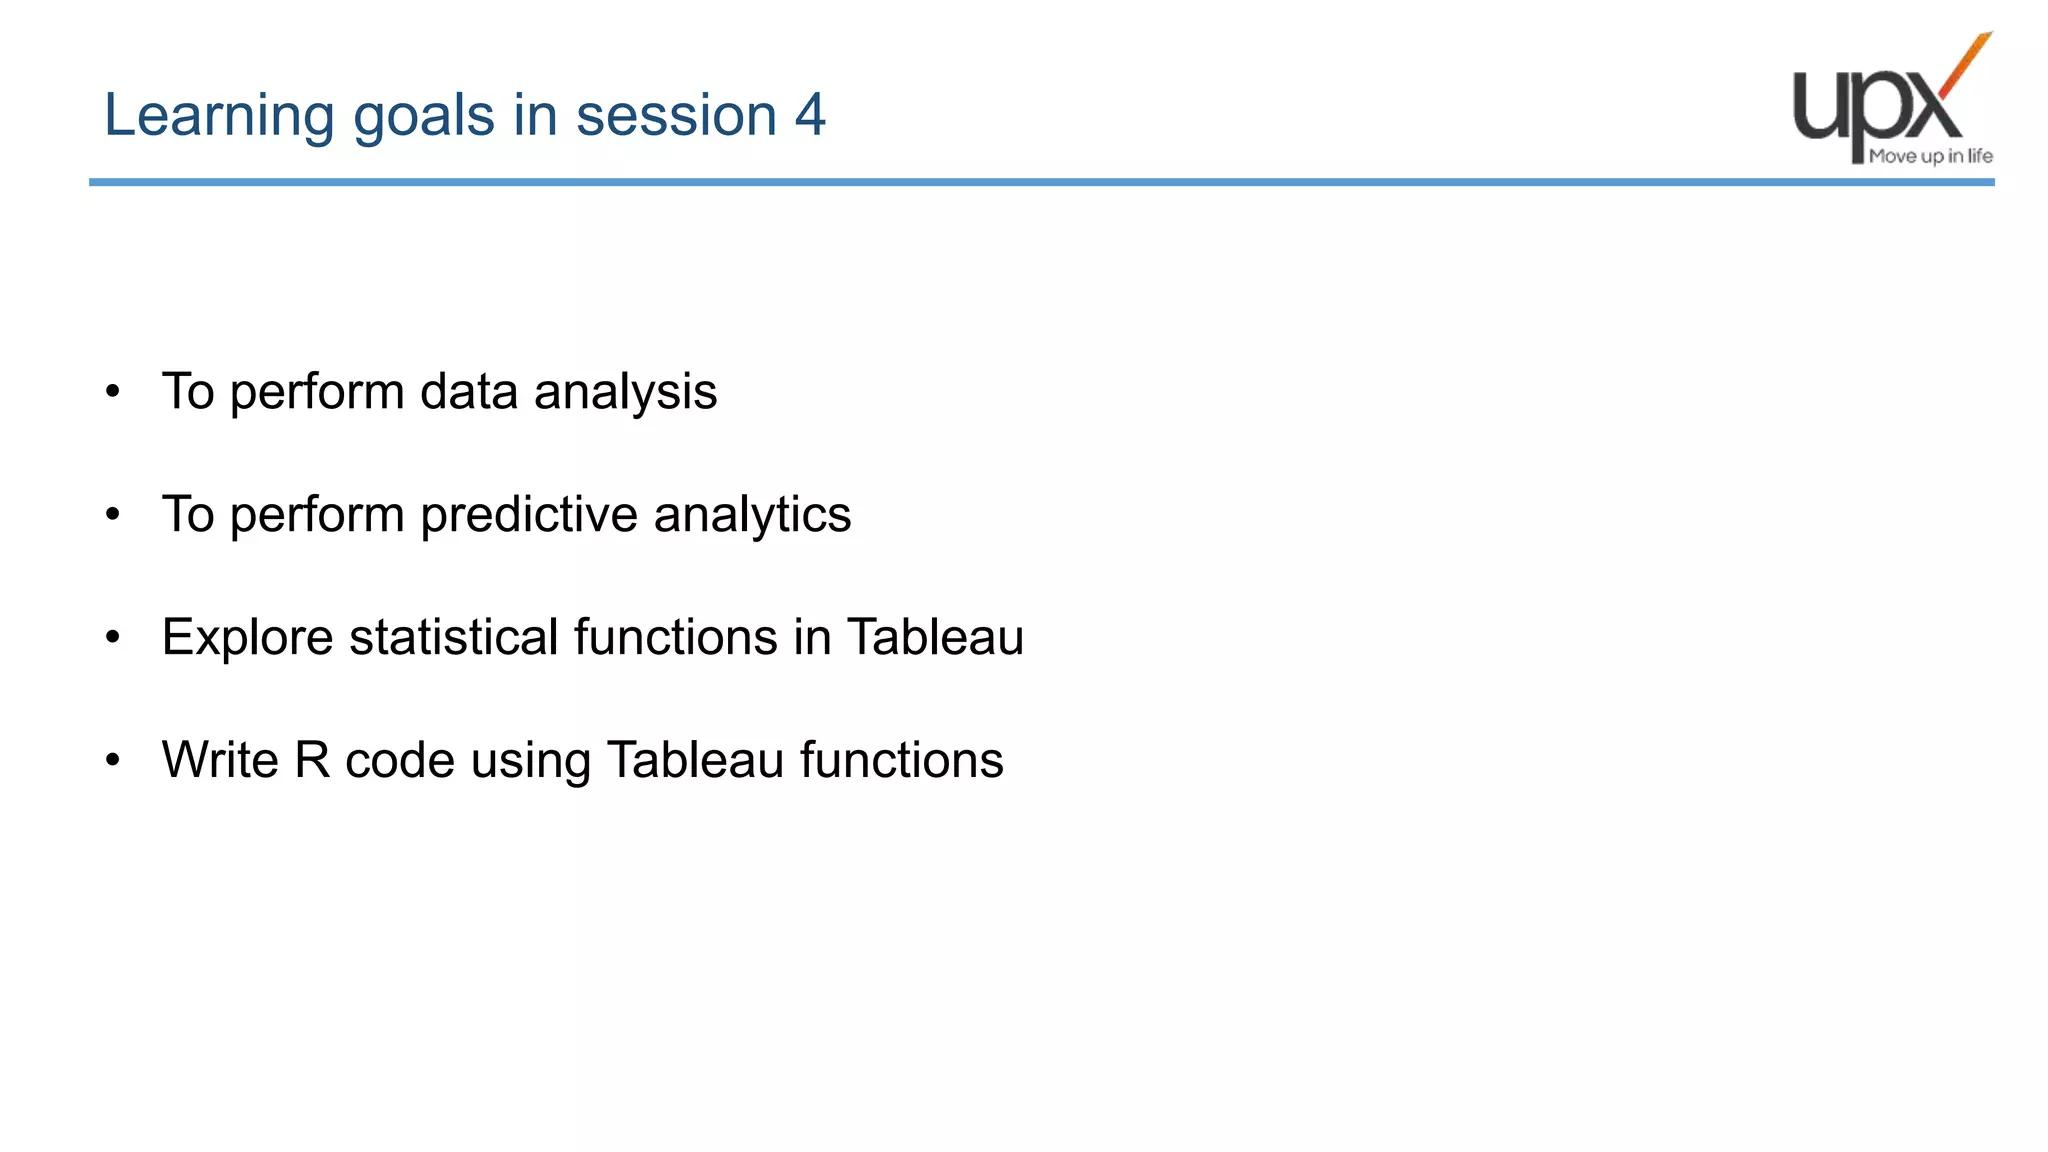 Learning goals in session 4
upx
Move up in life
• To perform data analysis
• To perform predictive analytics
• Explore statistical functions in Tableau
• Write R code using Tableau functions